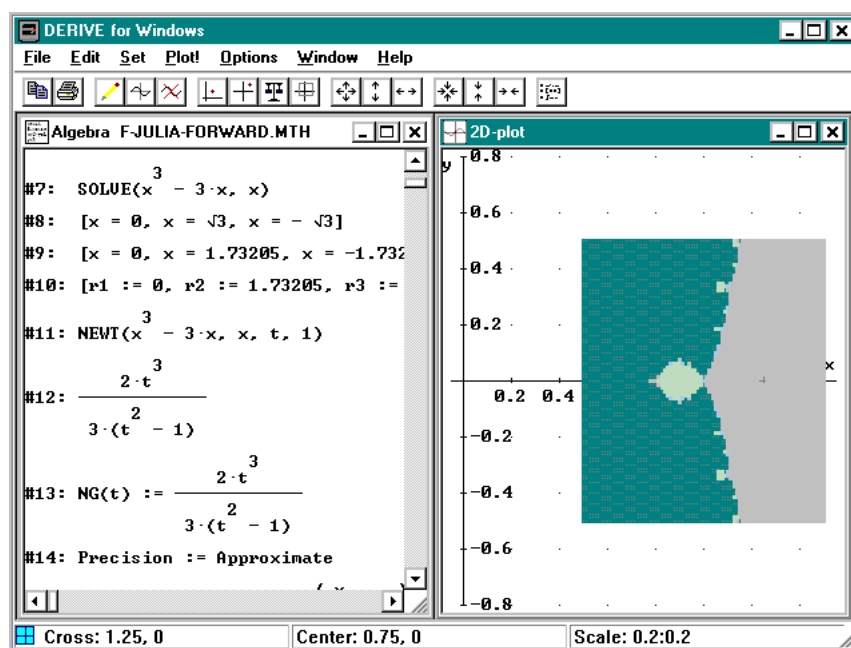 DERIVE for Windows
File Edit Set Plot! Options Window Help
Algebra F-JULIA-FORWARD.MTH
#7: SOLVE(x^3 - 3·x, x)
#8: [x = 0, x = √3, x = - √3]
#9: [x = 0, x = 1.73205, x = -1.732
#10: [r1 := 0, r2 := 1.73205, r3 :=
#11: NEWT(x^3 - 3·x, x, t, 1)
#12: 2·t^3
3·(t^2 - 1)
#13: NG(t) := 2·t^3
3·(t^2 - 1)
#14: Precision := Approximate
2D-plot
y
0.8
0.6
0.4
0.2
x
0.2 0.4
-0.2
-0.4
-0.6
-0.8
Cross: 1.25, 0 Center: 0.75, 0 Scale: 0.2:0.2